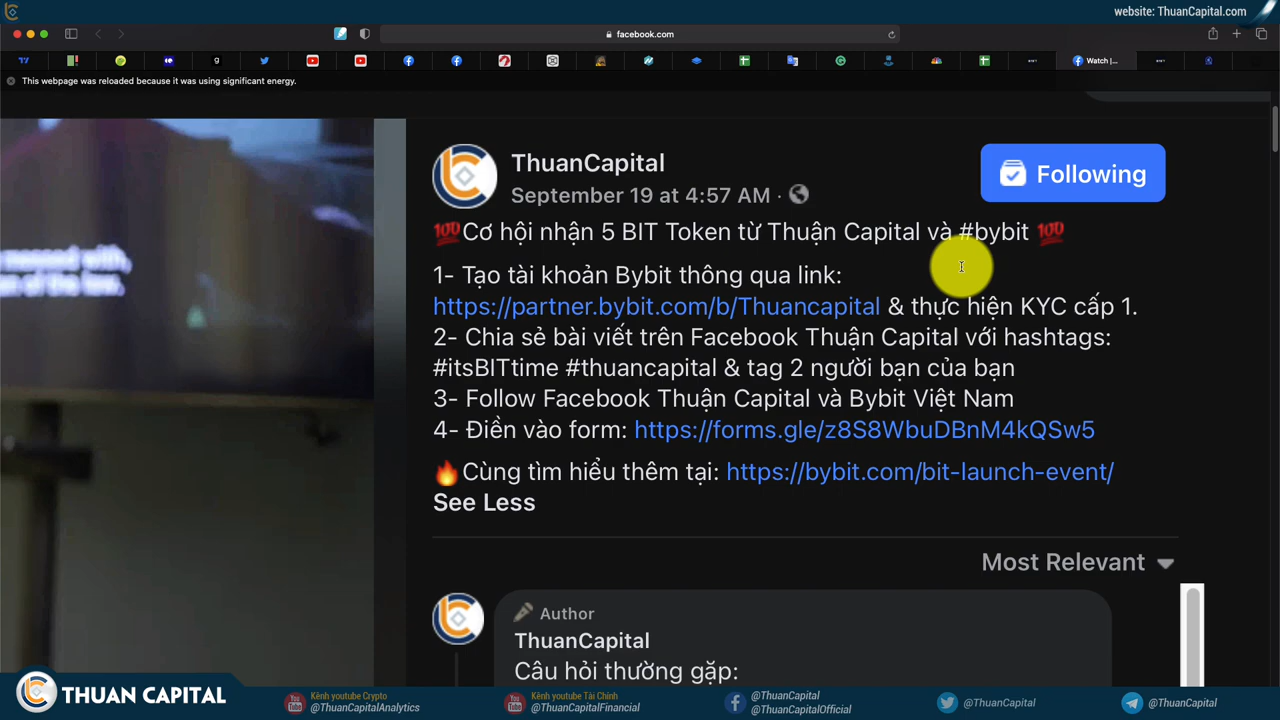 website: ThuanCapital.com
facebook.com
Watch |...
This webpage was reloaded because it was using significant energy.
ThuanCapital
September 19 at 4:57 AM ·
Following
💯Cơ hội nhận 5 BIT Token từ Thuận Capital và #bybit 💯
1- Tạo tài khoản Bybit thông qua link:
https://partner.bybit.com/b/Thuancapital & thực hiện KYC cấp 1.
2- Chia sẻ bài viết trên Facebook Thuận Capital với hashtags:
#itsBITtime #thuancapital & tag 2 người bạn của bạn
3- Follow Facebook Thuận Capital và Bybit Việt Nam
4- Điền vào form: https://forms.gle/z8S8WbuDBnM4kQSw5
🔥Cùng tìm hiểu thêm tại: https://bybit.com/bit-launch-event/
See Less
Most Relevant
Author
ThuanCapital
Câu hỏi thường gặp:
THUAN CAPITAL
Kênh youtube Crypto
@ThuanCapitalAnalytics
Kênh youtube Tài Chính
@ThuanCapitalFinancial
@ThuanCapital
@ThuanCapitalOfficial
@ThuanCapital
@ThuanCapital